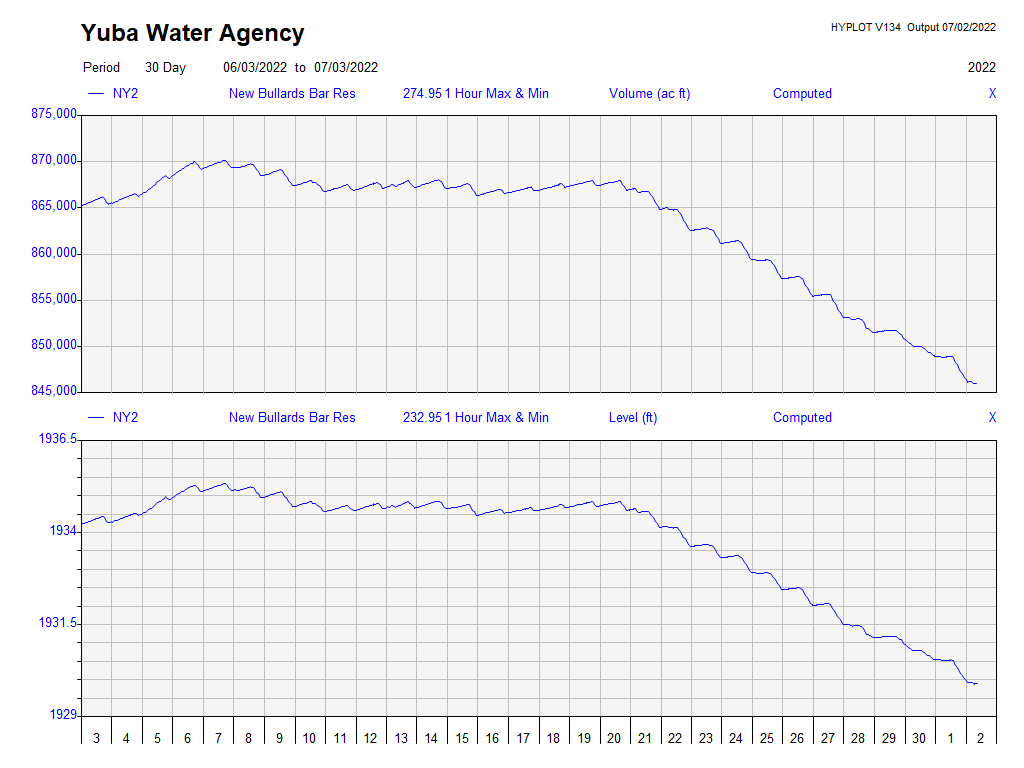 Yuba Water Agency
HYPLOT V134 Output 07/02/2022
Period 30 Day 06/03/2022 to 07/03/2022 2022
NY2 New Bullards Bar Res 274.95 1 Hour Max & Min Volume (ac ft) Computed X
875,000
870,000
865,000
860,000
855,000
850,000
845,000
NY2 New Bullards Bar Res 232.95 1 Hour Max & Min Level (ft) Computed X
1936.5
1934
1931.5
1929
3 4 5 6 7 8 9 10 11 12 13 14 15 16 17 18 19 20 21 22 23 24 25 26 27 28 29 30 1 2